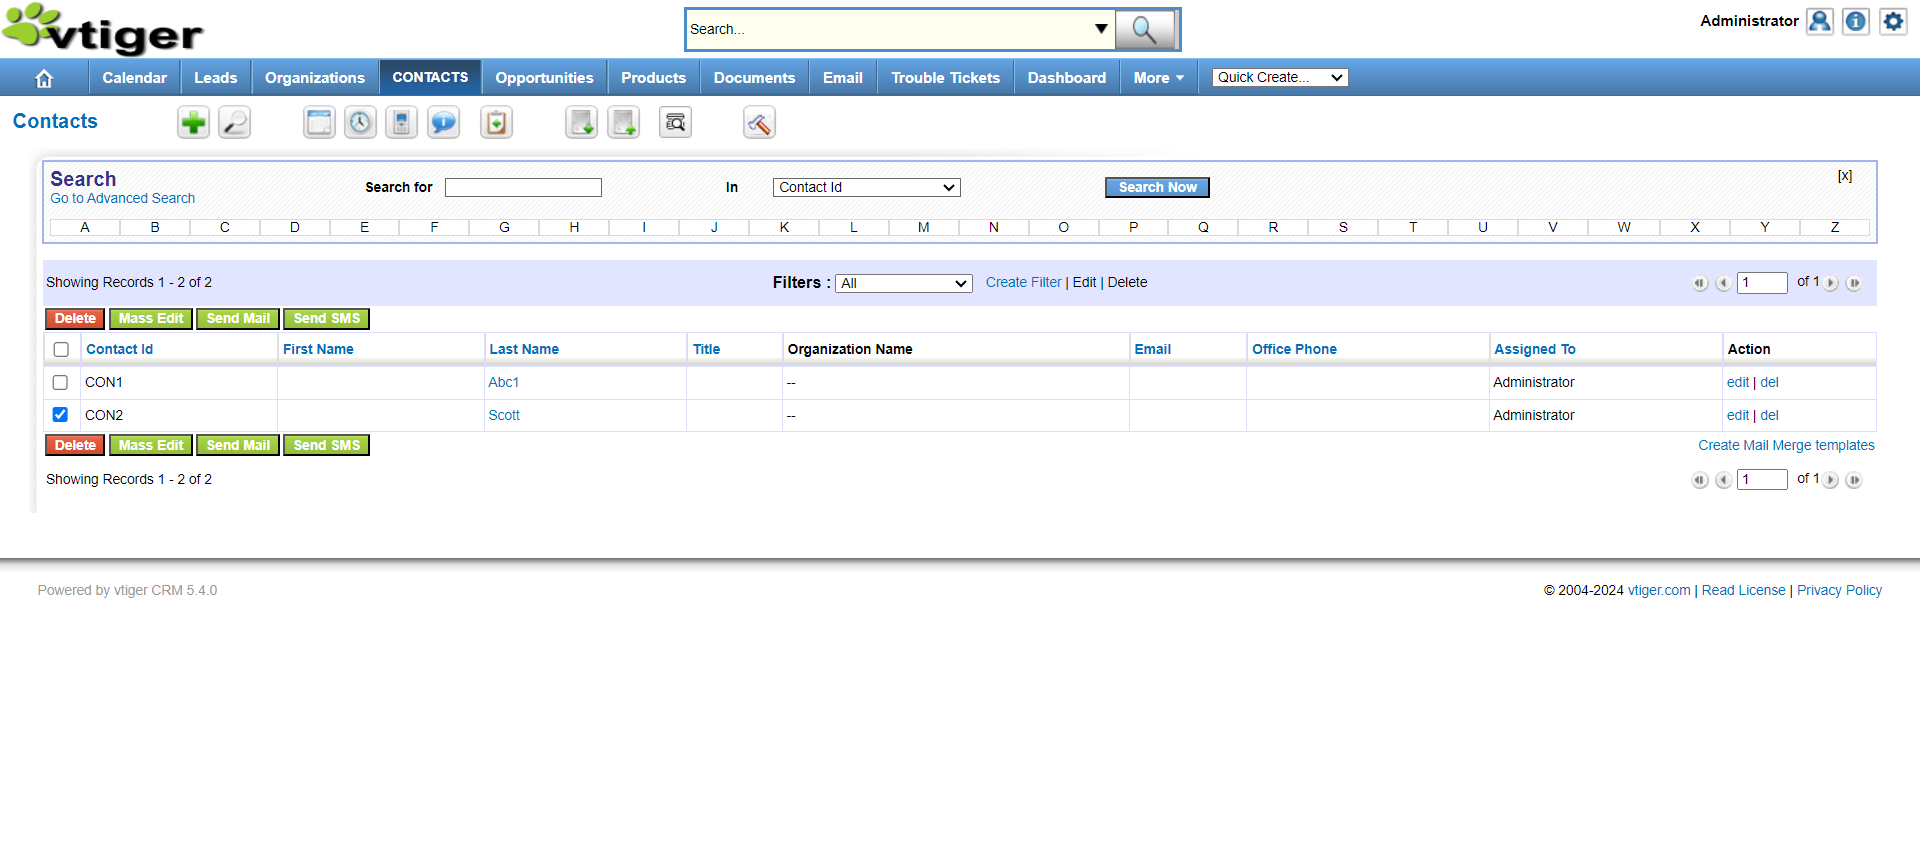 vtiger
Search...
Administrator
Calendar Leads Organizations CONTACTS Opportunities Products Documents Email Trouble Tickets Dashboard More Quick Create...
Contacts
Search
Go to Advanced Search
Search for In Contact Id Search Now [x]
A B C D E F G H I J K L M N O P Q R S T U V W X Y Z
Showing Records 1 - 2 of 2 Filters : All Create Filter | Edit | Delete 1 of 1
Delete Mass Edit Send Mail Send SMS
Contact Id First Name Last Name Title Organization Name Email Office Phone Assigned To Action
CON1 Abc1 -- Administrator edit | del
CON2 Scott -- Administrator edit | del
Delete Mass Edit Send Mail Send SMS Create Mail Merge templates
Showing Records 1 - 2 of 2 1 of 1
Powered by vtiger CRM 5.4.0 © 2004-2024 vtiger.com | Read License | Privacy Policy